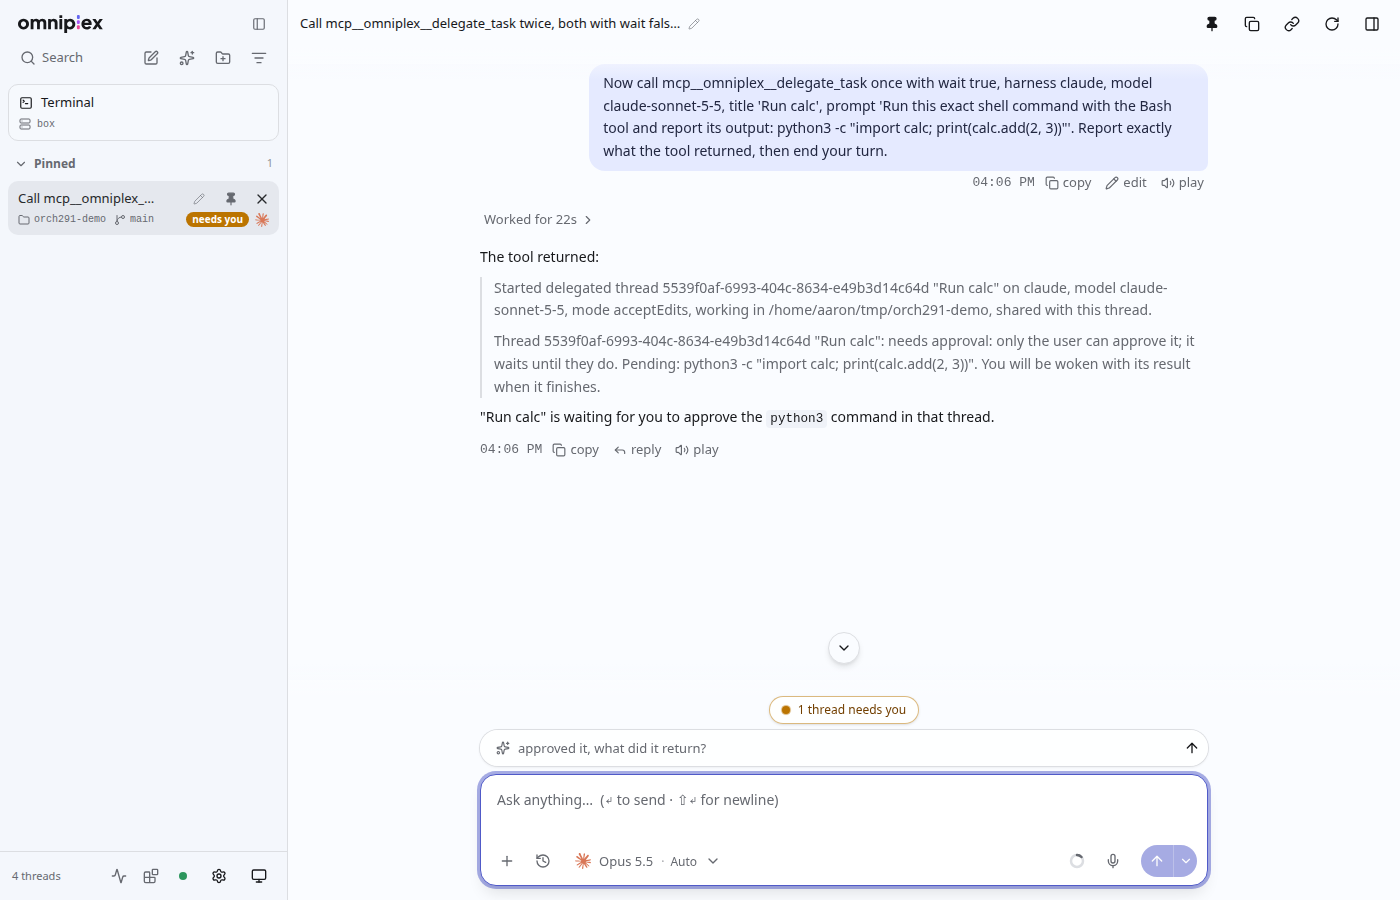 omniplex
Call mcp__omniplex__delegate_task twice, both with wait fals...
Search
Terminal
box
Pinned 1
Call mcp__omniplex_...
orch291-demo main needs you
4 threads
Now call mcp__omniplex__delegate_task once with wait true, harness claude, model
claude-sonnet-5-5, title 'Run calc', prompt 'Run this exact shell command with the Bash
tool and report its output: python3 -c "import calc; print(calc.add(2, 3))"'. Report exactly
what the tool returned, then end your turn.
04:06 PM copy edit play
Worked for 22s
The tool returned:
Started delegated thread 5539f0af-6993-404c-8634-e49b3d14c64d "Run calc" on claude, model claude-
sonnet-5-5, mode acceptEdits, working in /home/aaron/tmp/orch291-demo, shared with this thread.
Thread 5539f0af-6993-404c-8634-e49b3d14c64d "Run calc": needs approval: only the user can approve it; it
waits until they do. Pending: python3 -c "import calc; print(calc.add(2, 3))". You will be woken with its result
when it finishes.
"Run calc" is waiting for you to approve the python3 command in that thread.
04:06 PM copy reply play
1 thread needs you
approved it, what did it return?
Ask anything... (↵ to send · ⇧↵ for newline)
Opus 5.5 · Auto